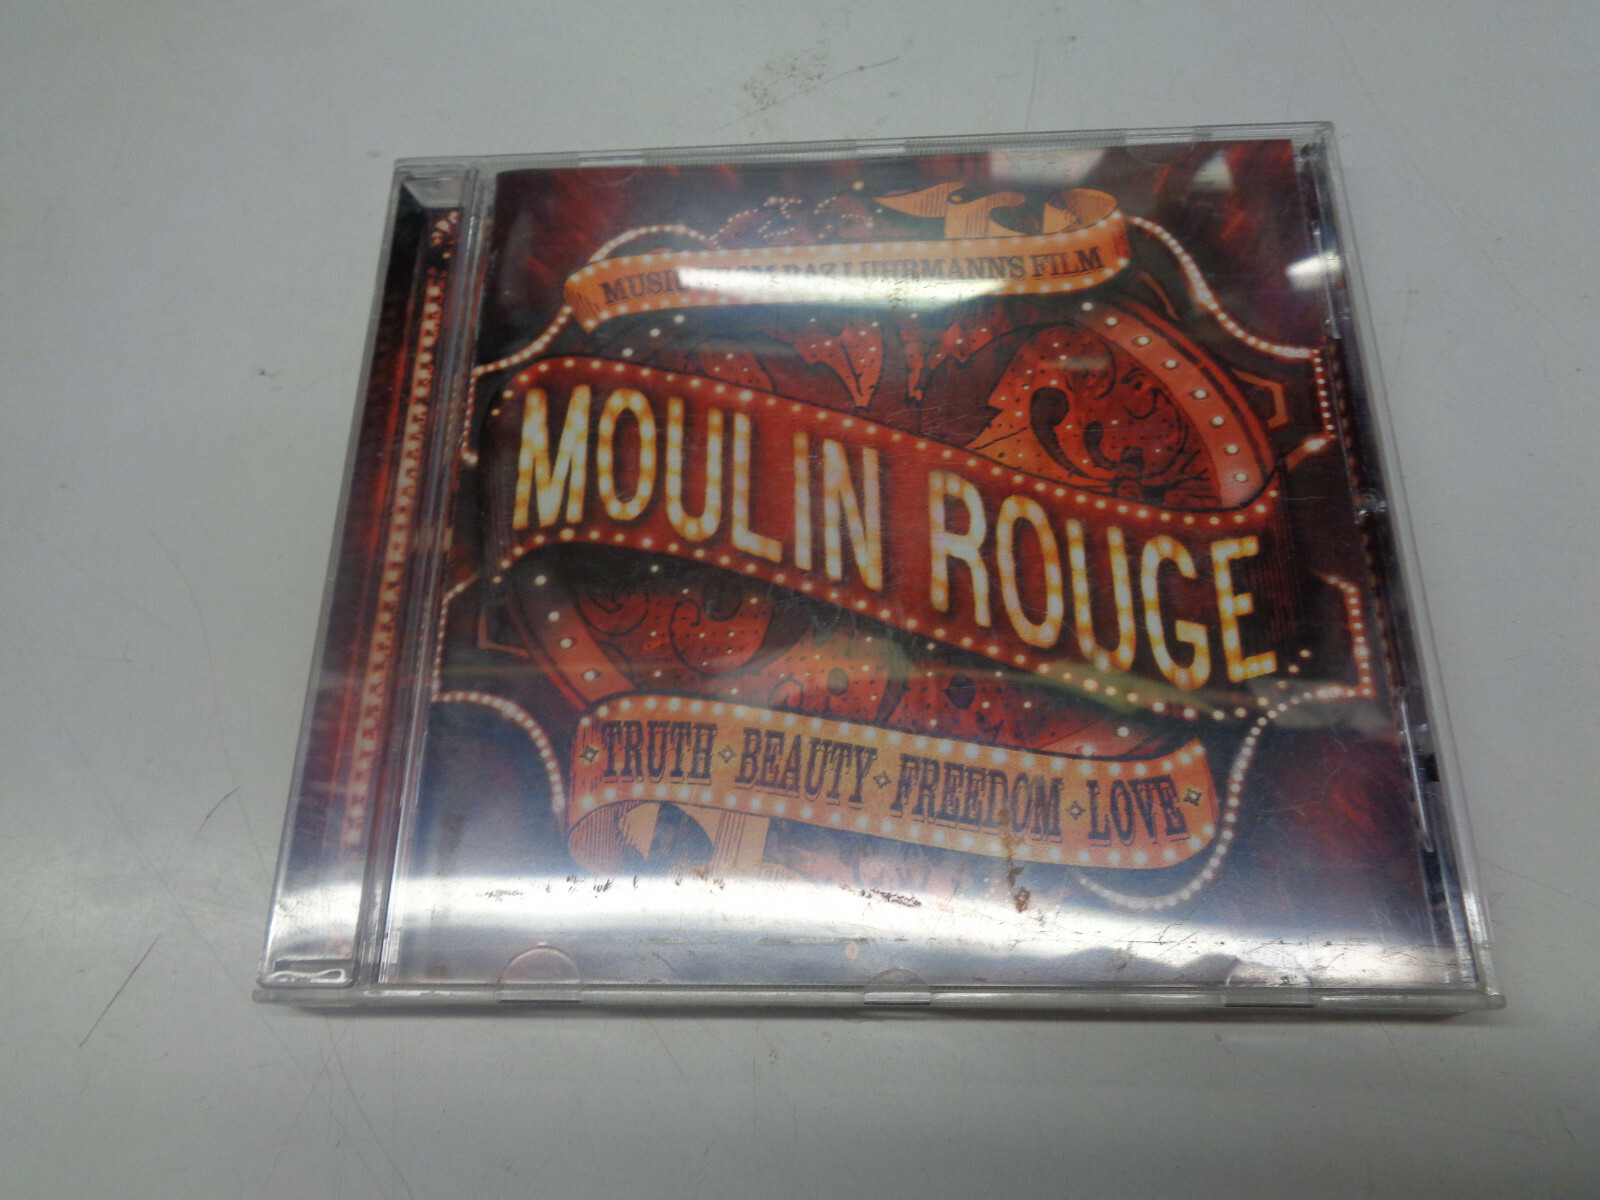 MUSIC FROM BAZ LUHRMANN'S FILM
MOULIN ROUGE
TRUTH · BEAUTY · FREEDOM · LOVE